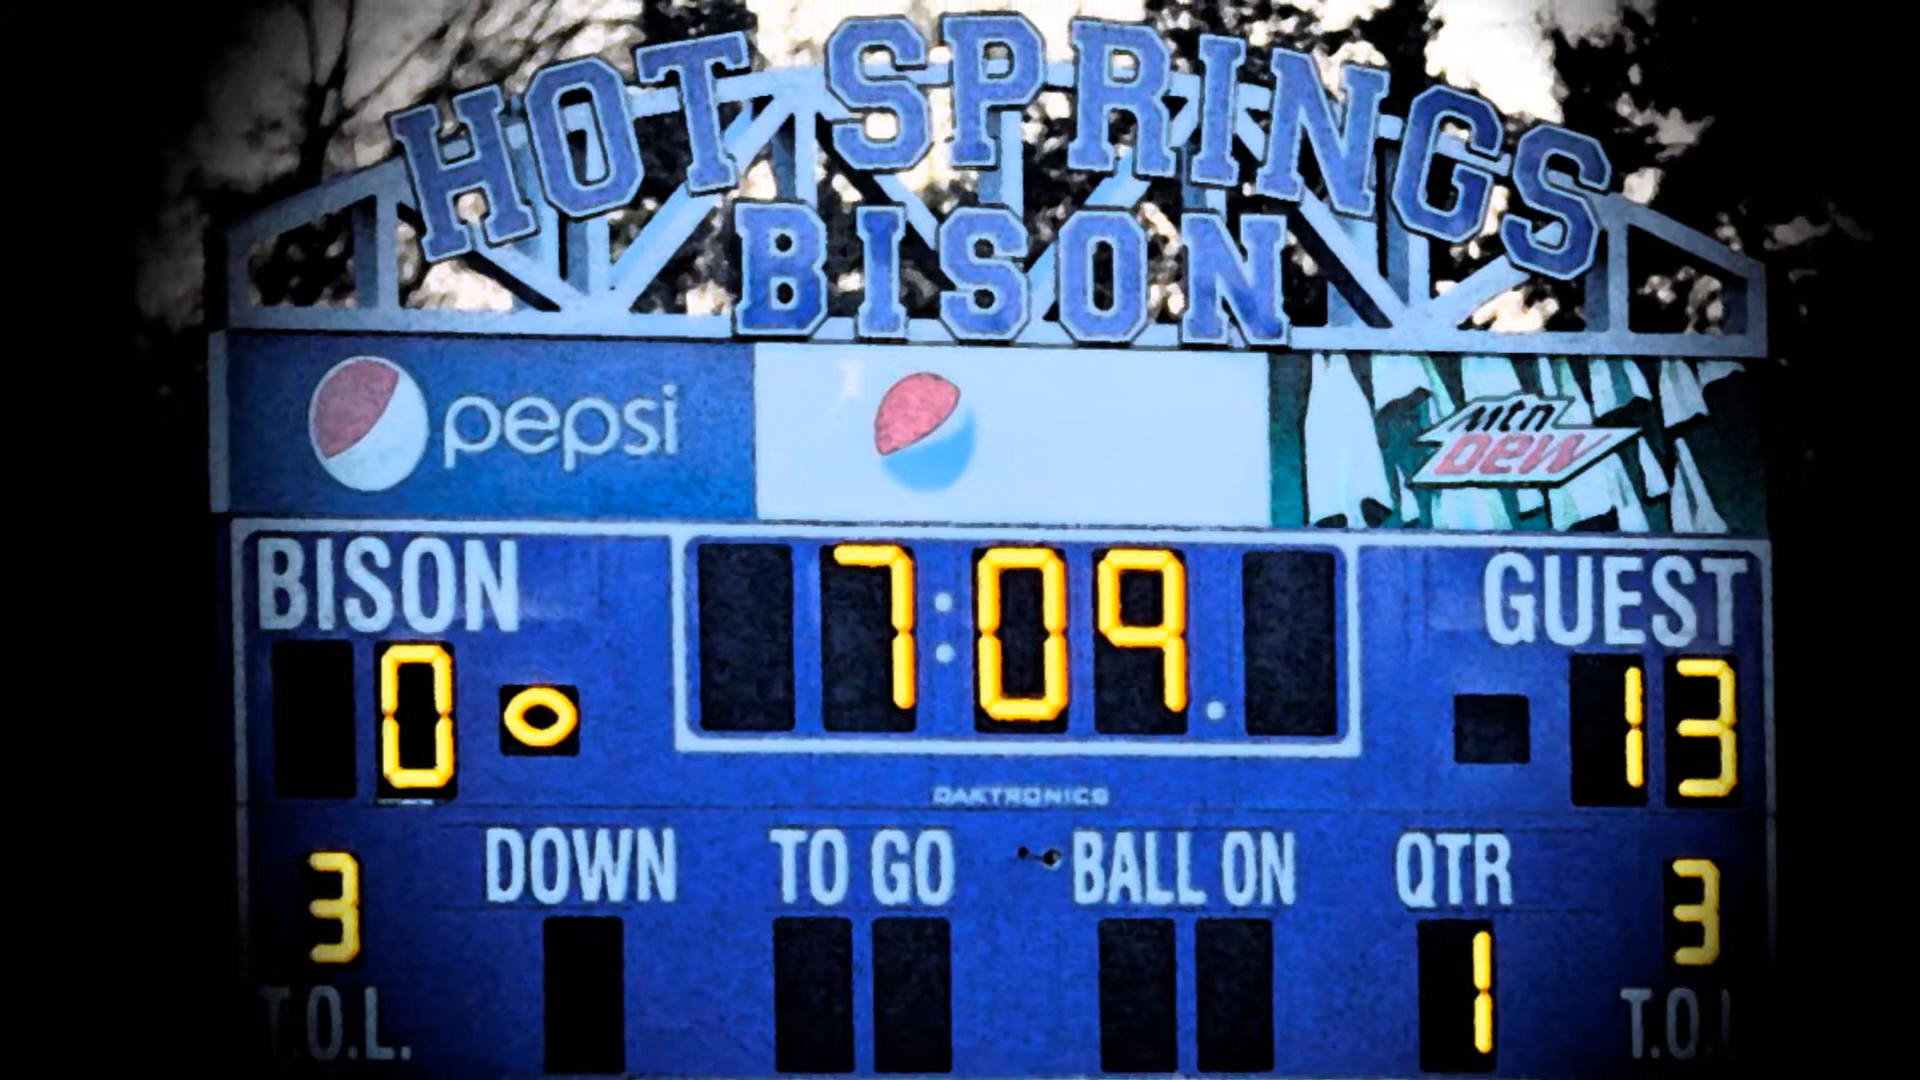 HOT SPRINGS
BISON
pepsi
mtn
DEW
BISON 7:09. GUEST
0 13
DAKTRONICS
DOWN TO GO BALL ON QTR
3 1 3
T.O.L. T.O.L